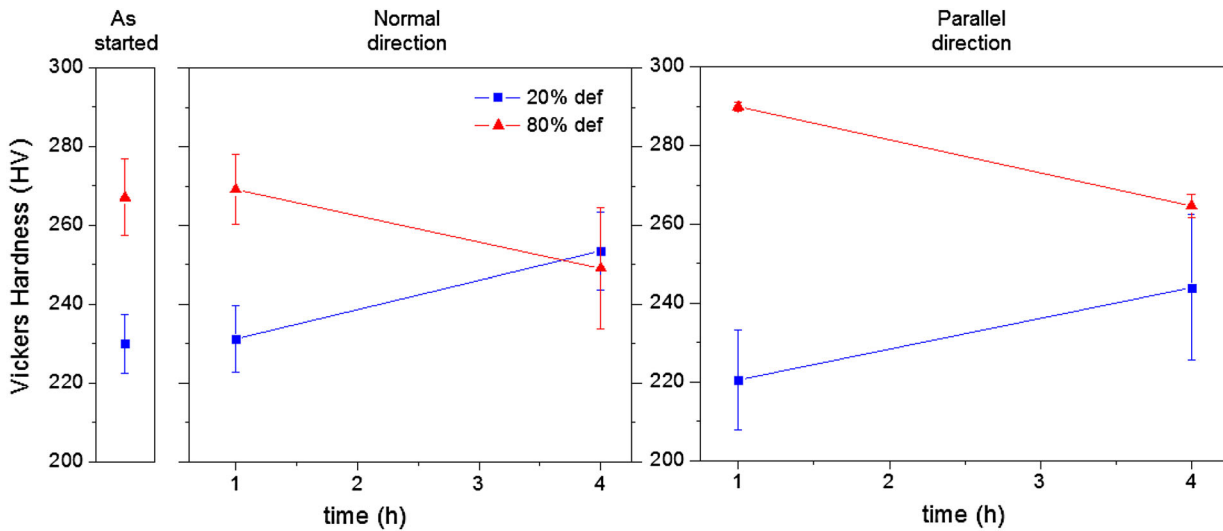 As
started
Normal
direction
Parallel
direction
Vickers Hardness (HV)
300
280
260
240
220
200
20% def
80% def
1
2
3
4
time (h)
300
280
260
240
220
200
1
2
3
4
time (h)